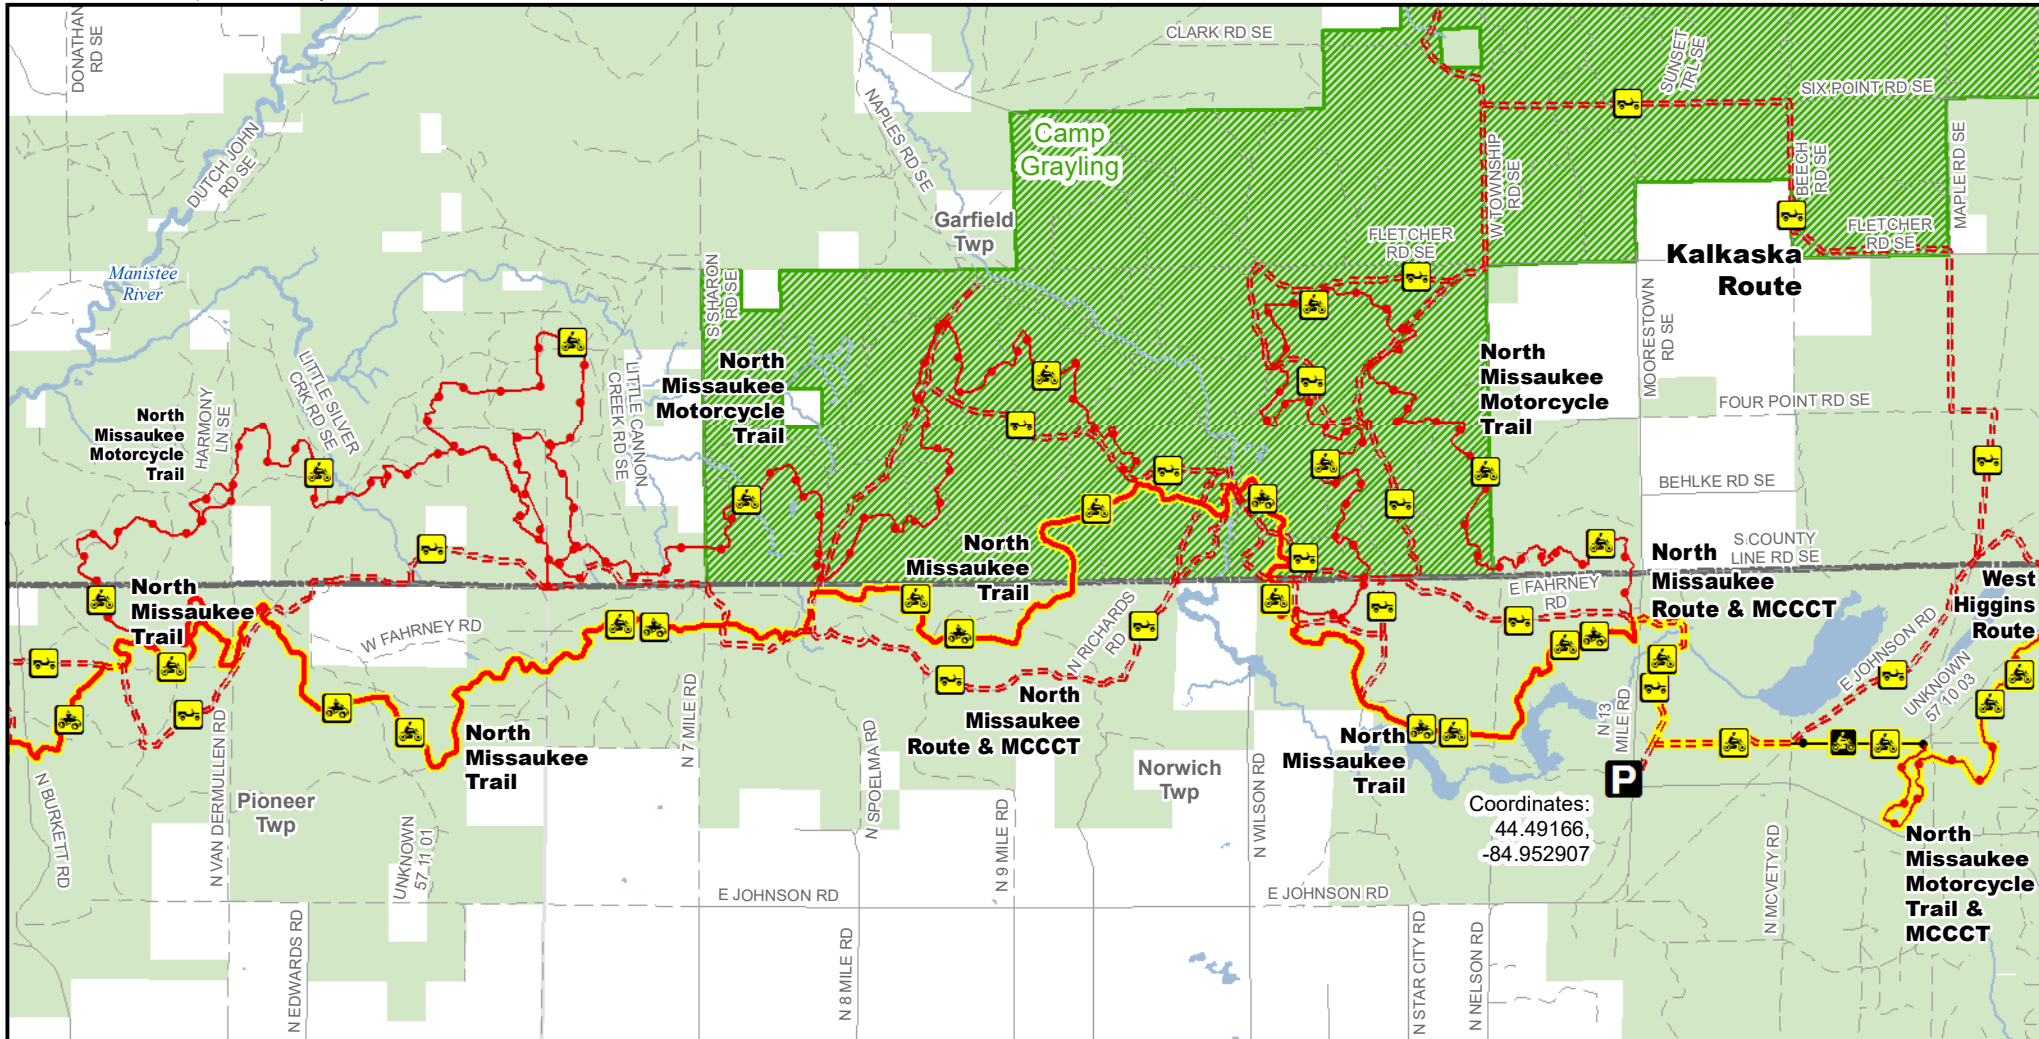 DONATHAN
RD SE
CLARK RD SE
SUNSET
TRL SE
SIX POINT RD SE
DUTCH JOHN
RD SE
NAPLES RD SE
Camp
Grayling
W TOWNSHIP
RD SE
BEECH
RD SE
MAPLE RD SE
Garfield
Twp
FLETCHER
RD SE
FLETCHER
RD SE
Kalkaska
Route
Manistee
River
S SHARON
RD SE
MOORESTOWN
RD SE
North
Missaukee
Motorcycle
Trail
North
Missaukee
Motorcycle
Trail
LITTLE SILVER
CRK RD SE
LITTLE CANNON
CREEK RD SE
HARMONY
LN SE
North
Missaukee
Motorcycle
Trail
FOUR POINT RD SE
BEHLKE RD SE
S COUNTY
LINE RD SE
North
Missaukee
Trail
North
Missaukee
Trail
E FAHRNEY
RD
North
Missaukee
Route & MCCCT
West
Higgins
Route
W FAHRNEY RD
N RICHARDS
RD
E JOHNSON RD
UNKNOWN
57 10 03
N 7 MILE RD
North
Missaukee
Route & MCCCT
N 13
MILE RD
North
Missaukee
Trail
North
Missaukee
Trail
N VAN DERMULLEN RD
N SPOELMA RD
N BURKETT RD
Pioneer
Twp
Norwich
Twp
N WILSON RD
P
Coordinates:
44.49166,
-84.952907
UNKNOWN
57 11 01
N 9 MILE RD
N MCVETY RD
North
Missaukee
Motorcycle
Trail &
MCCCT
E JOHNSON RD
E JOHNSON RD
N EDWARDS RD
N 8 MILE RD
N STAR CITY RD
N NELSON RD